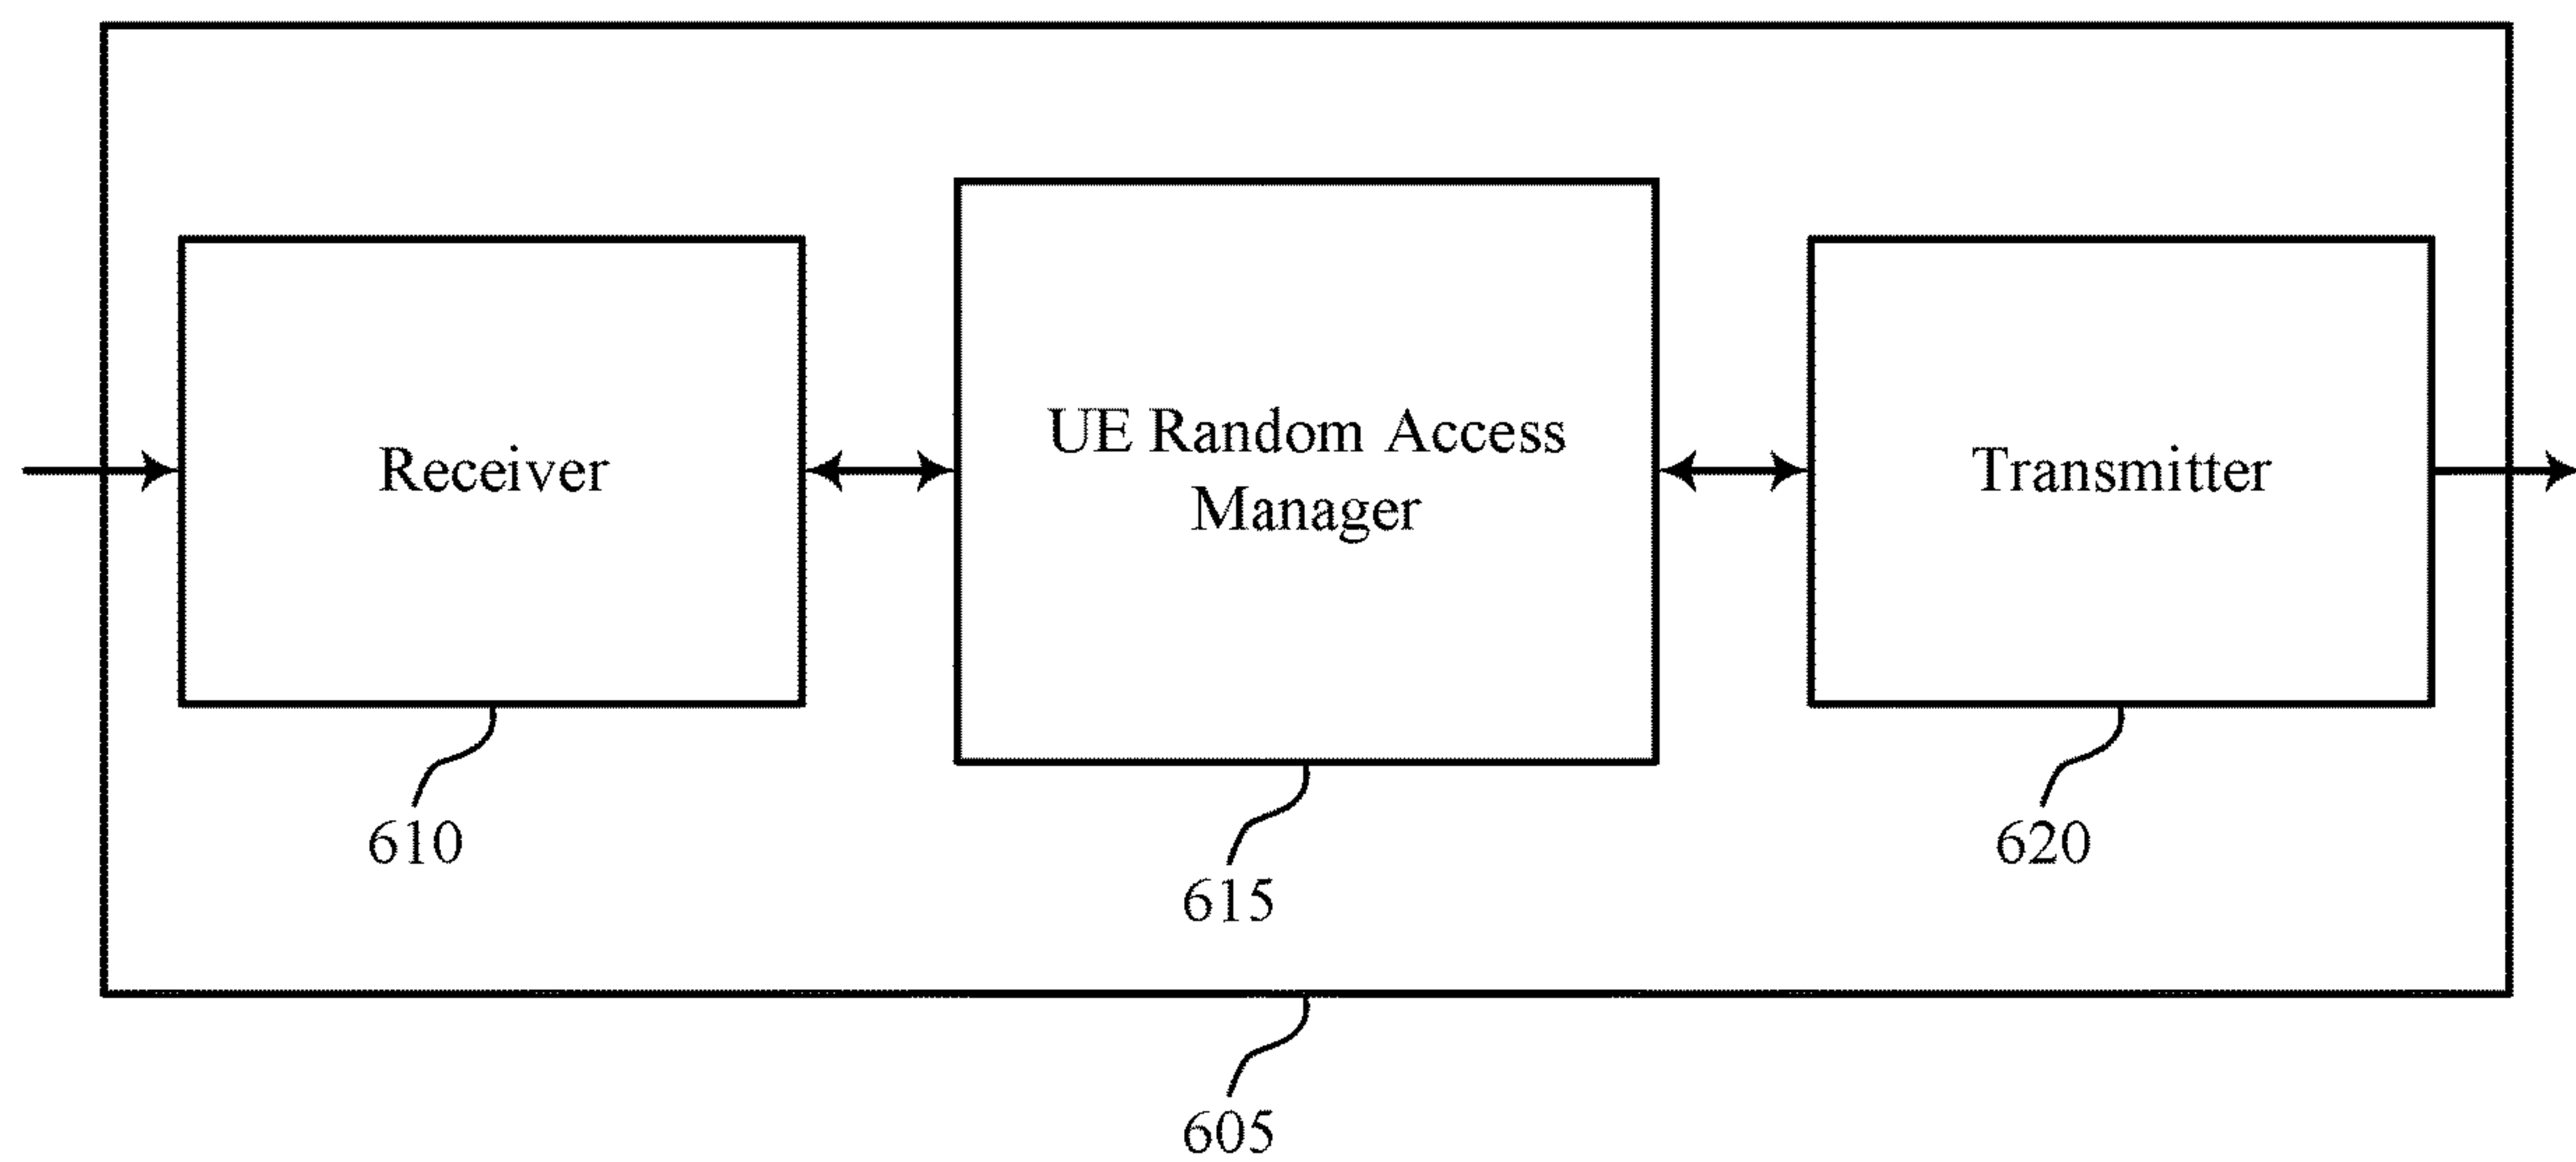 Receiver
UE Random Access
Manager
Transmitter
610
615
620
605